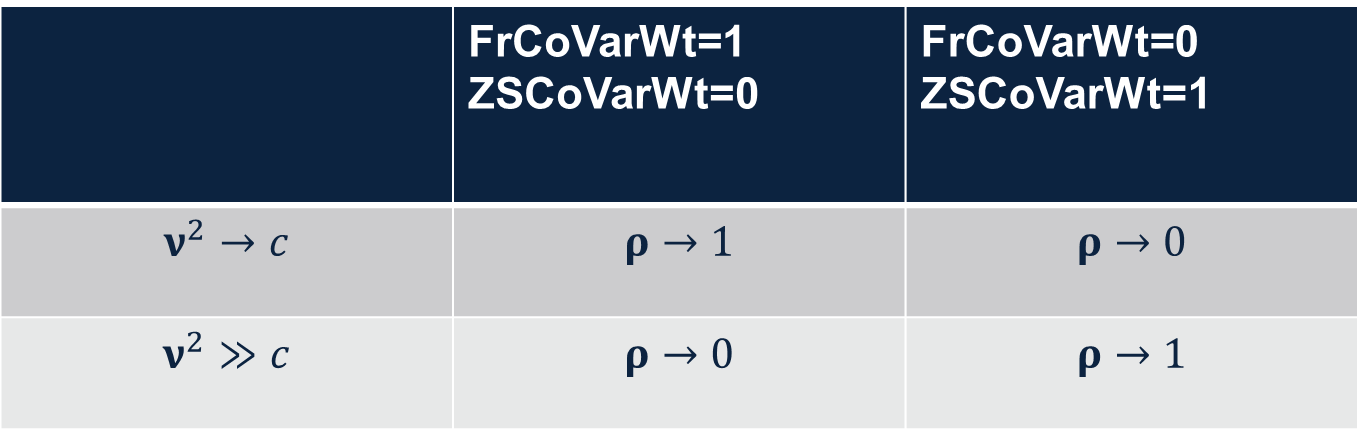 FrCoVarWt=1
ZSCoVarWt=0
FrCoVarWt=0
ZSCoVarWt=1
𝛎² → 𝑐
𝛒 → 1
𝛒 → 0
𝛎² ≫ 𝑐
𝛒 → 0
𝛒 → 1